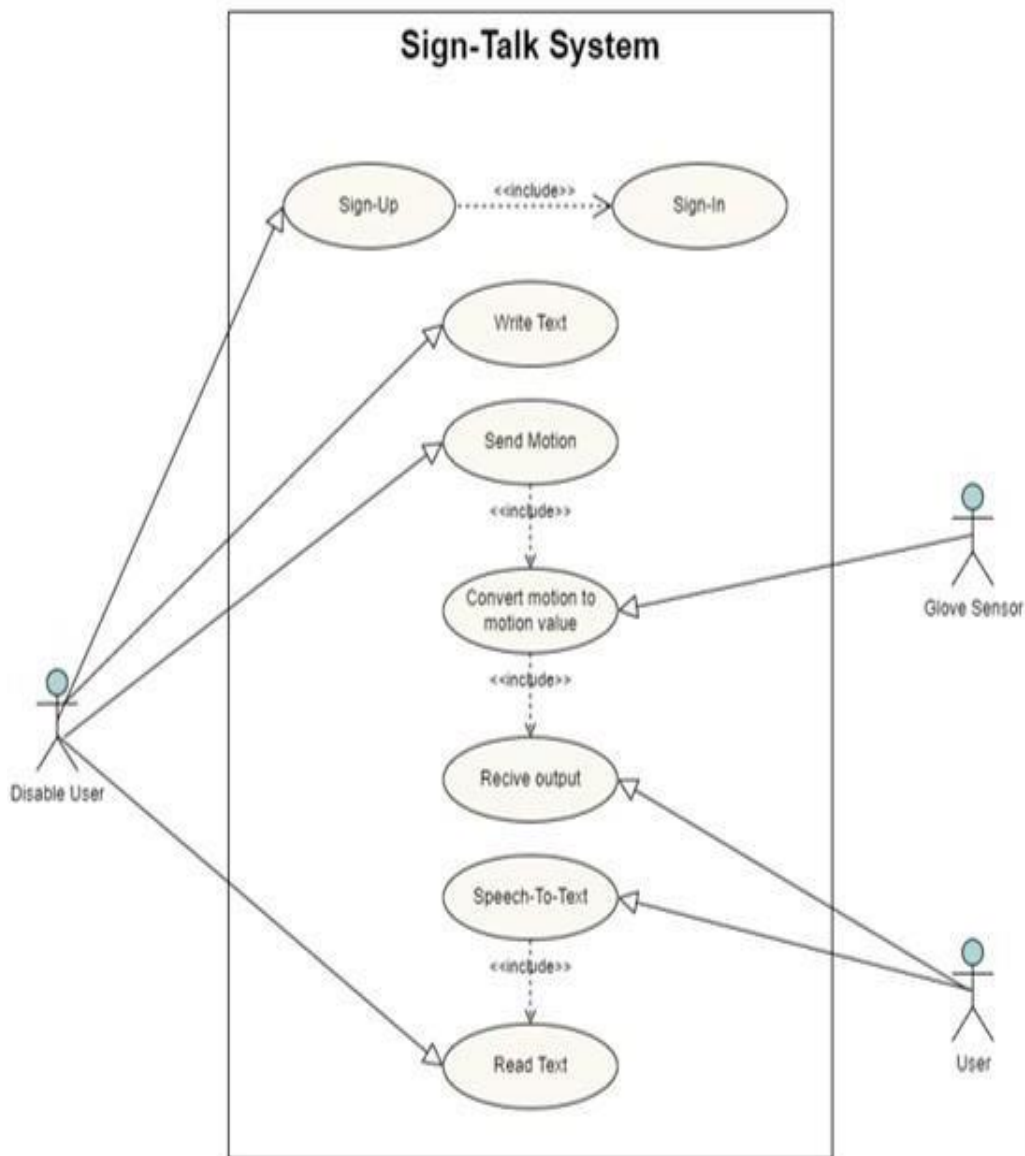 Sign-Talk System
<<include>>
Sign-Up
Sign-In
Write Text
Send Motion
<<include>>
Convert motion to
motion value
Glove Sensor
<<include>>
Disable User
Recive output
Speech-To-Text
<<include>>
Read Text
User